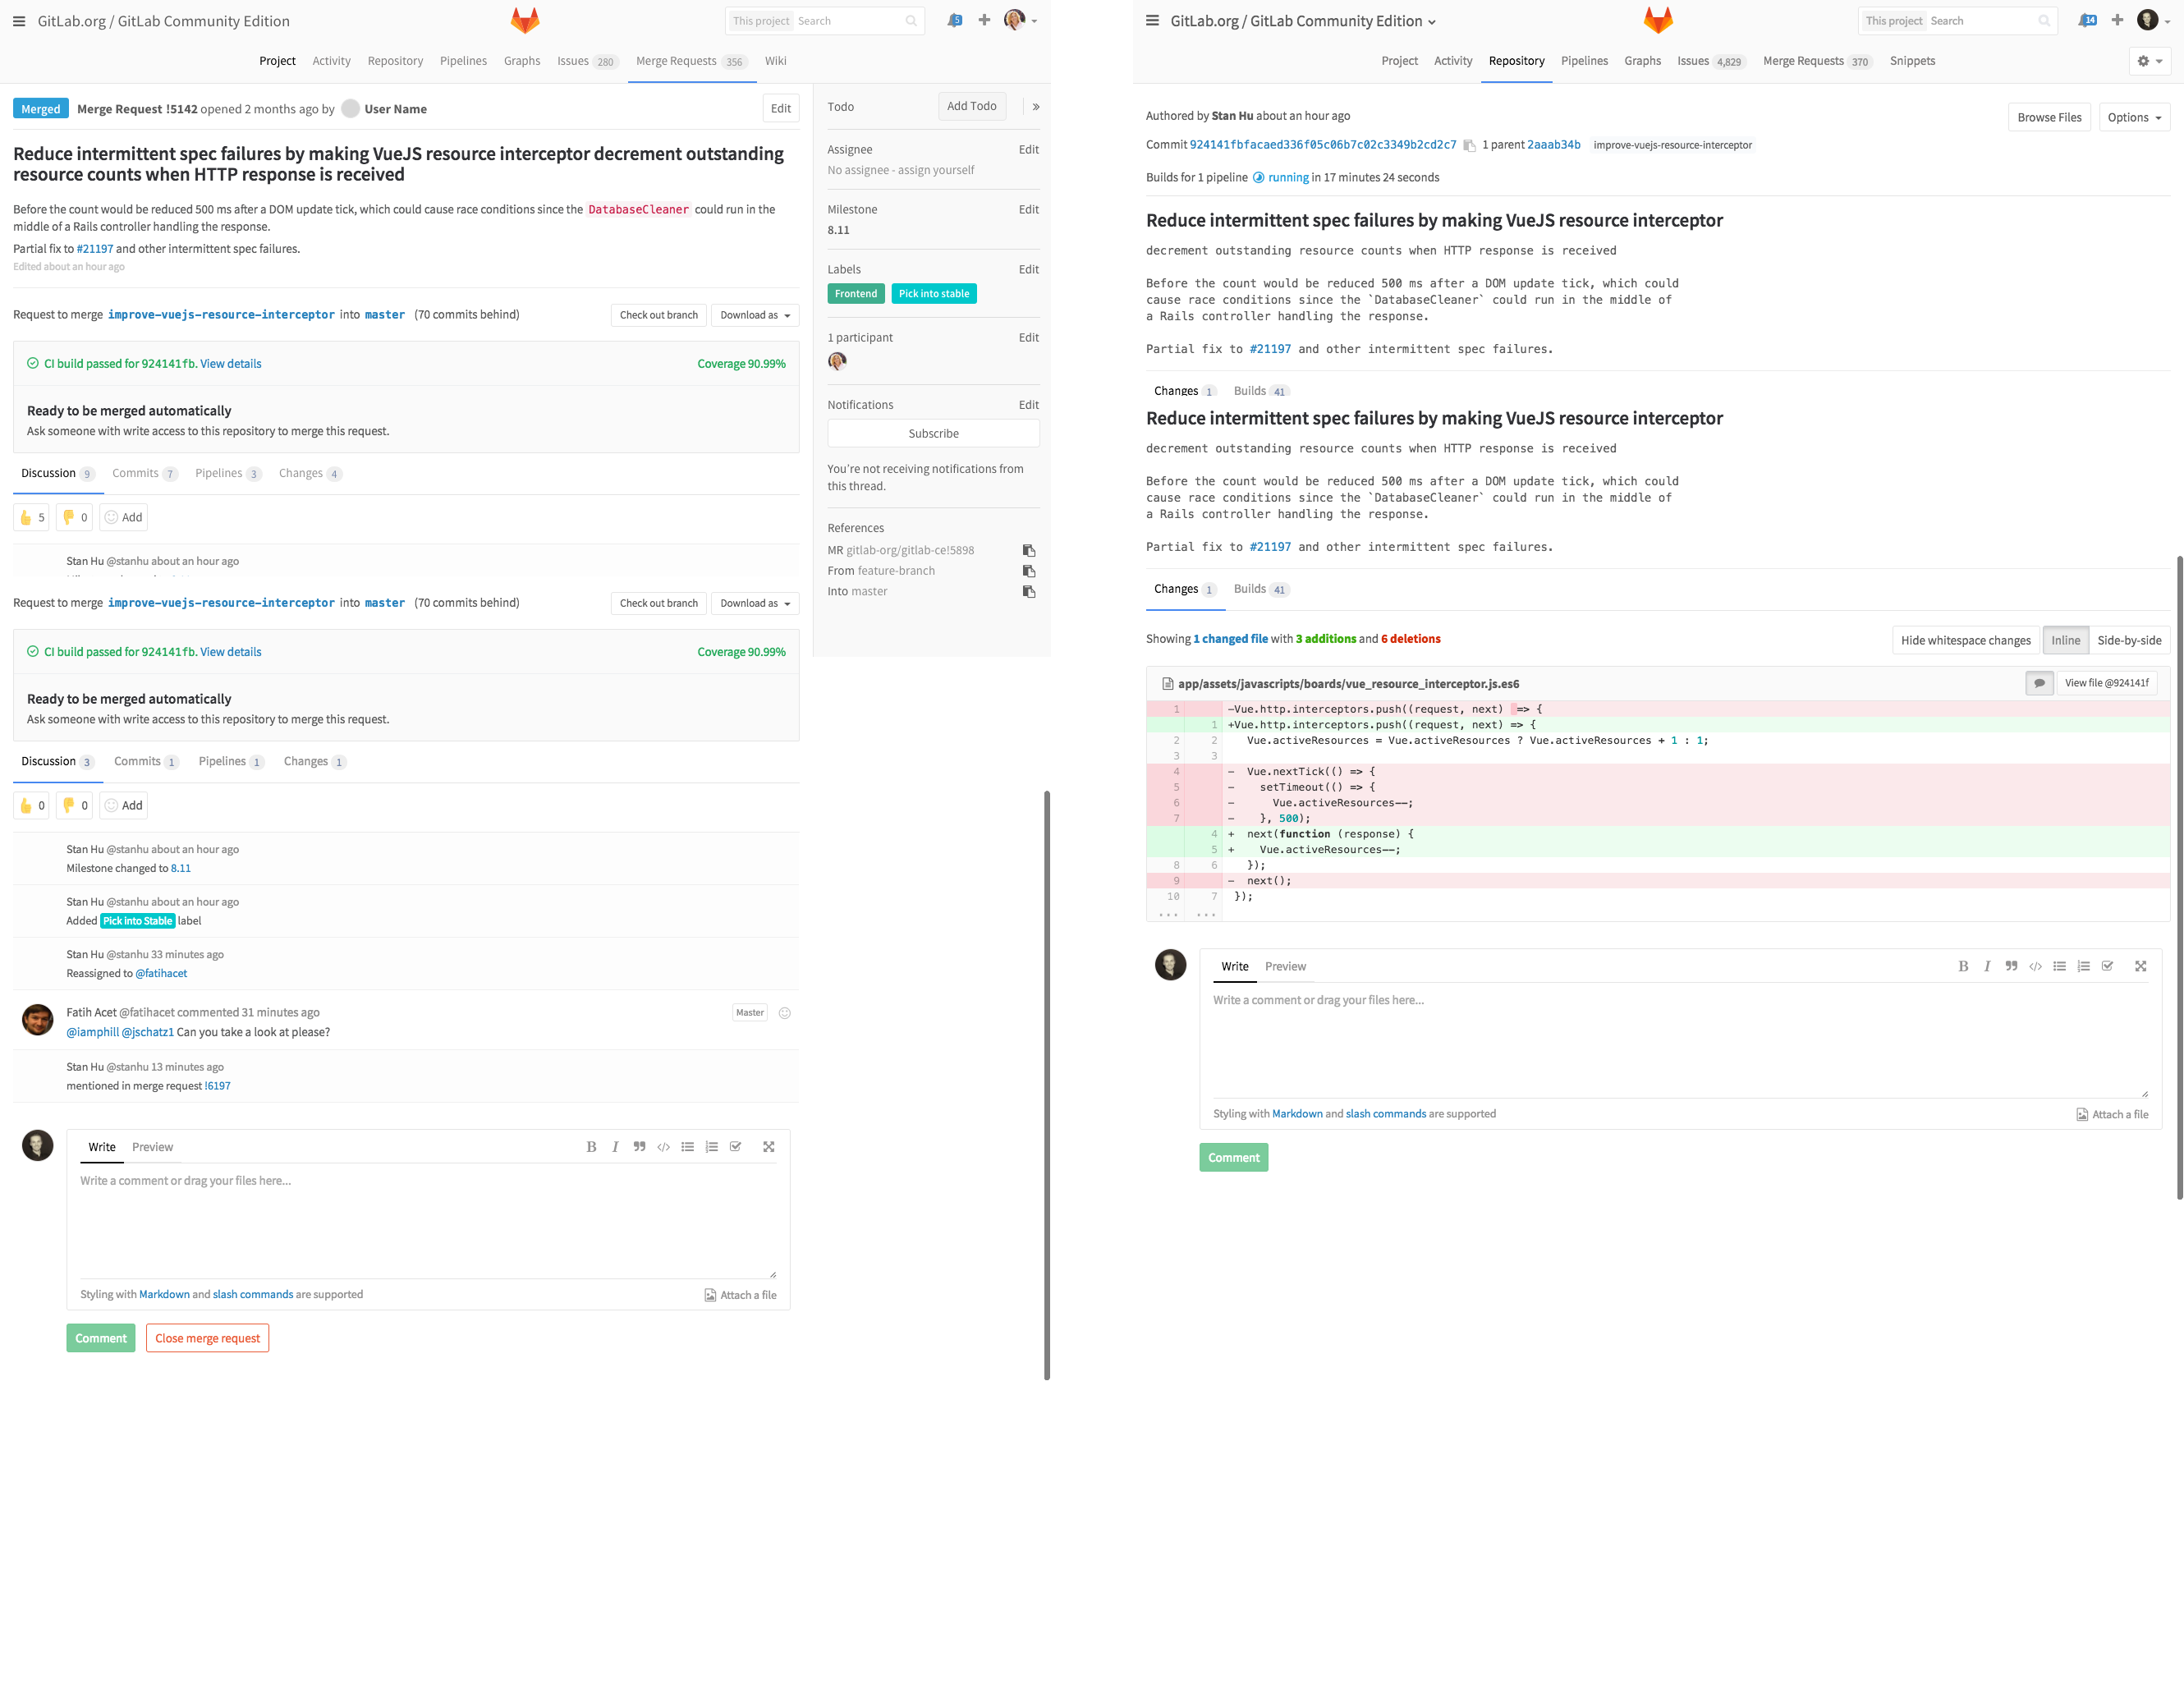 GitLab.org / GitLab Community Edition
This project Search
5
Project Activity Repository Pipelines Graphs Issues 280 Merge Requests 356 Wiki
Merged Merge Request !5142 opened 2 months ago by User Name
Edit
Reduce intermittent spec failures by making VueJS resource interceptor decrement outstanding
resource counts when HTTP response is received
Before the count would be reduced 500 ms after a DOM update tick, which could cause race conditions since the DatabaseCleaner could run in the
middle of a Rails controller handling the response.
Partial fix to #21197 and other intermittent spec failures.
Edited about an hour ago
Request to merge improve-vuejs-resource-interceptor into master (70 commits behind)
Check out branch Download as
CI build passed for 924141fb. View details
Coverage 90.99%
Ready to be merged automatically
Ask someone with write access to this repository to merge this request.
Discussion 9 Commits 7 Pipelines 3 Changes 4
5 0 Add
Stan Hu @stanhu about an hour ago
Request to merge improve-vuejs-resource-interceptor into master (70 commits behind)
Check out branch Download as
CI build passed for 924141fb. View details
Coverage 90.99%
Ready to be merged automatically
Ask someone with write access to this repository to merge this request.
Discussion 3 Commits 1 Pipelines 1 Changes 1
0 0 Add
Stan Hu @stanhu about an hour ago
Milestone changed to 8.11
Stan Hu @stanhu about an hour ago
Added Pick into Stable label
Stan Hu @stanhu 33 minutes ago
Reassigned to @fatihacet
Fatih Acet @fatihacet commented 31 minutes ago
Master
@iamphill @jschatz1 Can you take a look at please?
Stan Hu @stanhu 13 minutes ago
mentioned in merge request !6197
Write Preview
B I
Write a comment or drag your files here...
Styling with Markdown and slash commands are supported
Attach a file
Comment Close merge request
Todo Add Todo »
Assignee Edit
No assignee - assign yourself
Milestone Edit
8.11
Labels Edit
Frontend Pick into stable
1 participant Edit
Notifications Edit
Subscribe
You're not receiving notifications from
this thread.
References
MR gitlab-org/gitlab-ce!5898
From feature-branch
Into master
GitLab.org / GitLab Community Edition
This project Search
14
Project Activity Repository Pipelines Graphs Issues 4,829 Merge Requests 370 Snippets
Authored by Stan Hu about an hour ago
Browse Files Options
Commit 924141fbfacaed336f05c06b7c02c3349b2cd2c7 1 parent 2aaab34b improve-vuejs-resource-interceptor
Builds for 1 pipeline running in 17 minutes 24 seconds
Reduce intermittent spec failures by making VueJS resource interceptor
decrement outstanding resource counts when HTTP response is received
Before the count would be reduced 500 ms after a DOM update tick, which could
cause race conditions since the `DatabaseCleaner` could run in the middle of
a Rails controller handling the response.
Partial fix to #21197 and other intermittent spec failures.
Changes 1 Builds 41
Reduce intermittent spec failures by making VueJS resource interceptor
decrement outstanding resource counts when HTTP response is received
Before the count would be reduced 500 ms after a DOM update tick, which could
cause race conditions since the `DatabaseCleaner` could run in the middle of
a Rails controller handling the response.
Partial fix to #21197 and other intermittent spec failures.
Changes 1 Builds 41
Showing 1 changed file with 3 additions and 6 deletions
Hide whitespace changes Inline Side-by-side
app/assets/javascripts/boards/vue_resource_interceptor.js.es6
View file @924141f
1 -Vue.http.interceptors.push((request, next)  => {
1 +Vue.http.interceptors.push((request, next) => {
2 2 Vue.activeResources = Vue.activeResources ? Vue.activeResources + 1 : 1;
3 3
4 - Vue.nextTick(() => {
5 - setTimeout(() => {
6 - Vue.activeResources--;
7 - }, 500);
4 + next(function (response) {
5 + Vue.activeResources--;
8 6 });
9 - next();
10 7 });
... ...
Write Preview
B I
Write a comment or drag your files here...
Styling with Markdown and slash commands are supported
Attach a file
Comment